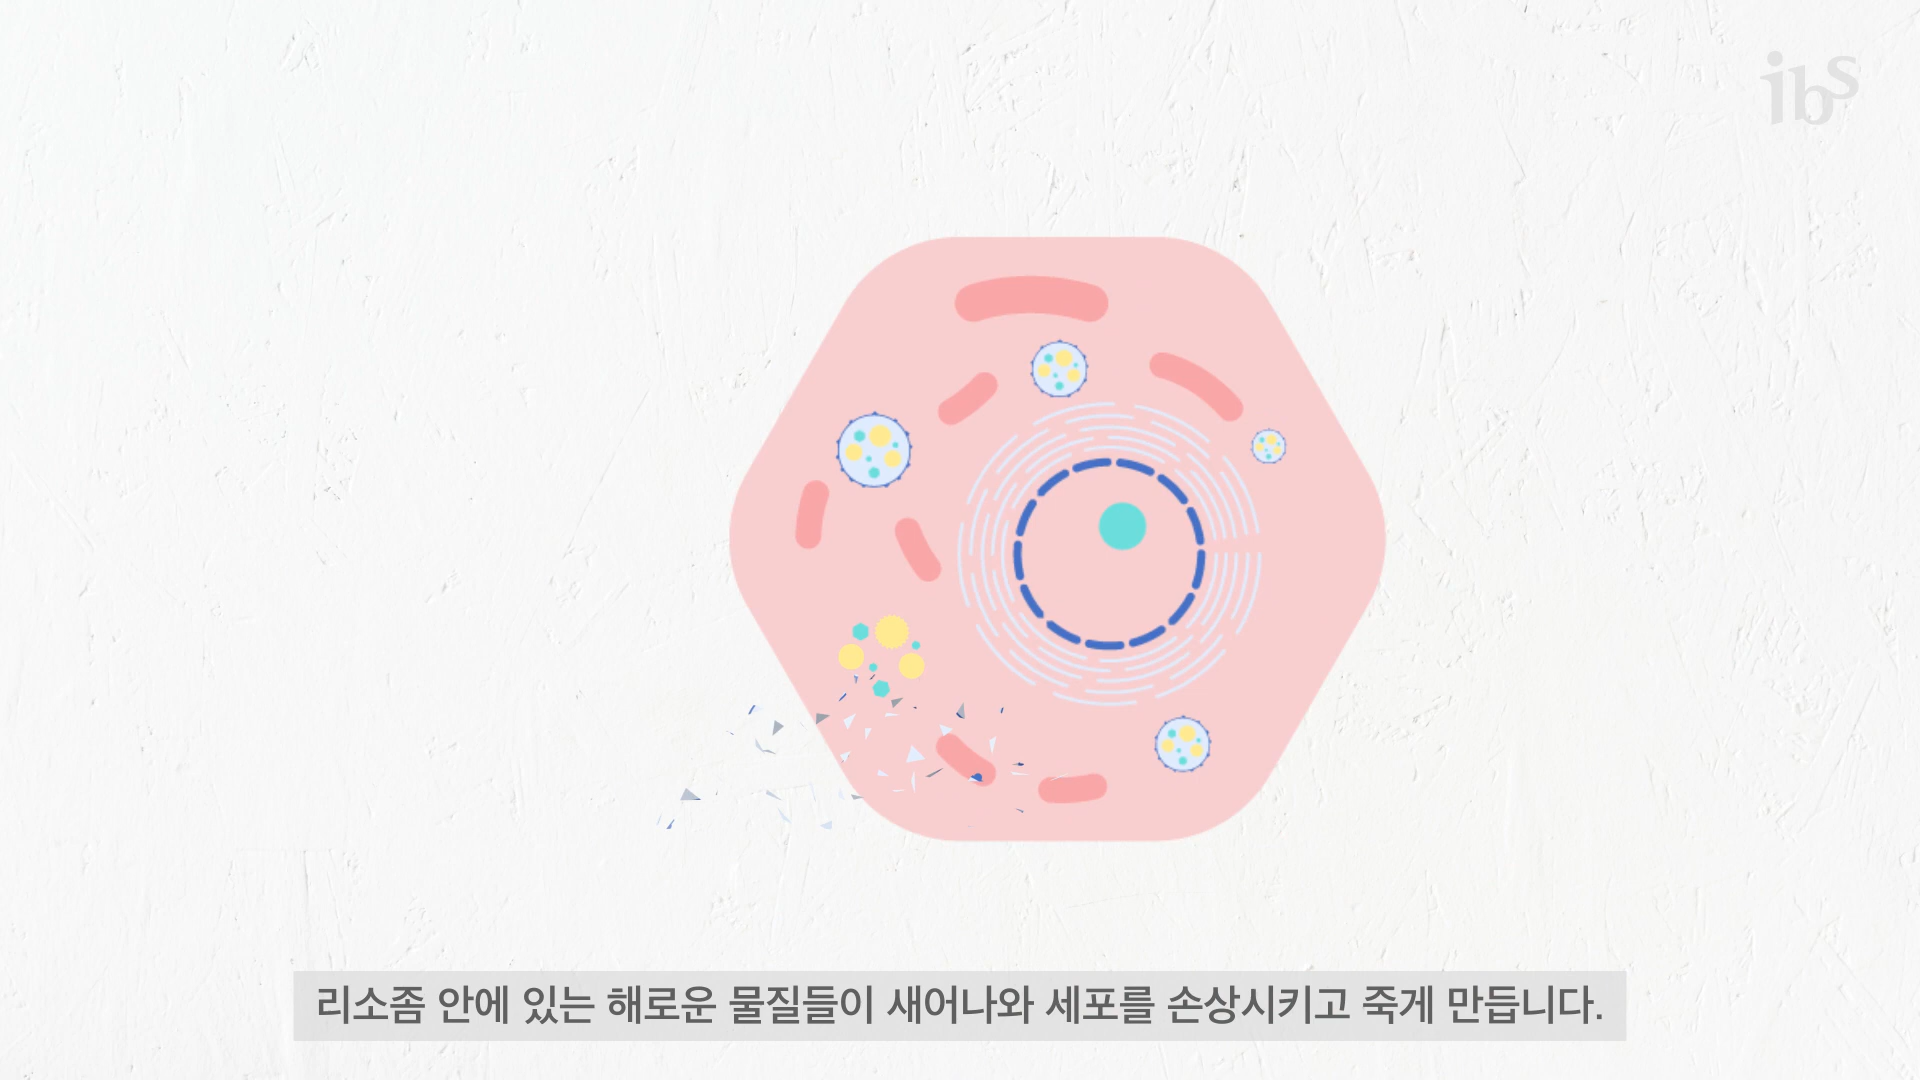 ibs
리소좀 안에 있는 해로운 물질들이 새어나와 세포를 손상시키고 죽게 만듭니다.